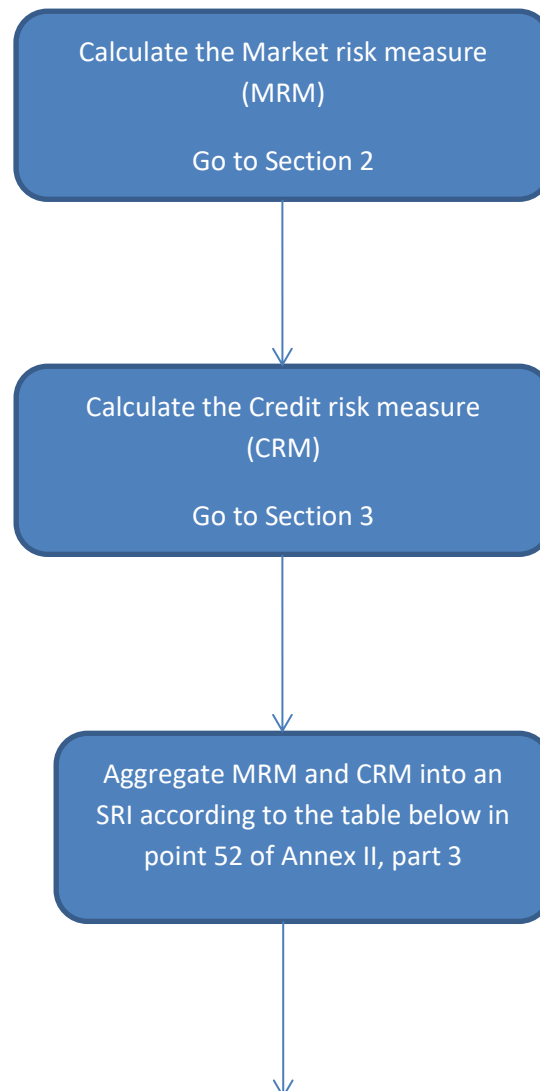 Calculate the Market risk measure
(MRM)
Go to Section 2
Calculate the Credit risk measure
(CRM)
Go to Section 3
Aggregate MRM and CRM into an
SRI according to the table below in
point 52 of Annex II, part 3